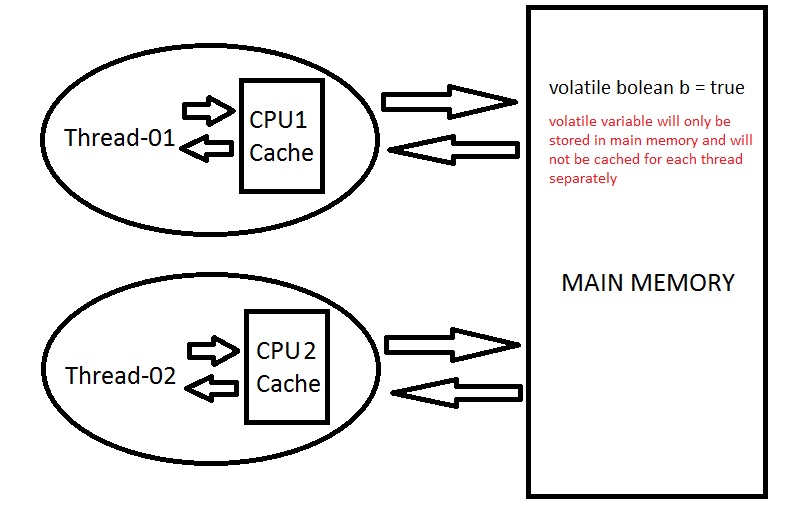 Thread-01
CPU1
Cache
volatile bolean b = true
volatile variable will only be
stored in main memory and will
not be cached for each thread
separately
MAIN MEMORY
Thread-02
CPU2
Cache